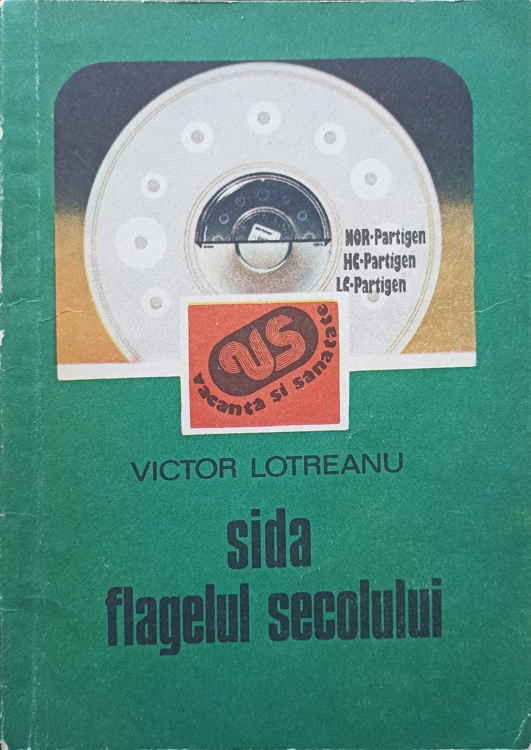 NOR-Partigen
HC-Partigen
LC-Partigen
VS
vacanta si sanatate
VICTOR LOTREANU
sida
flagelul secolului